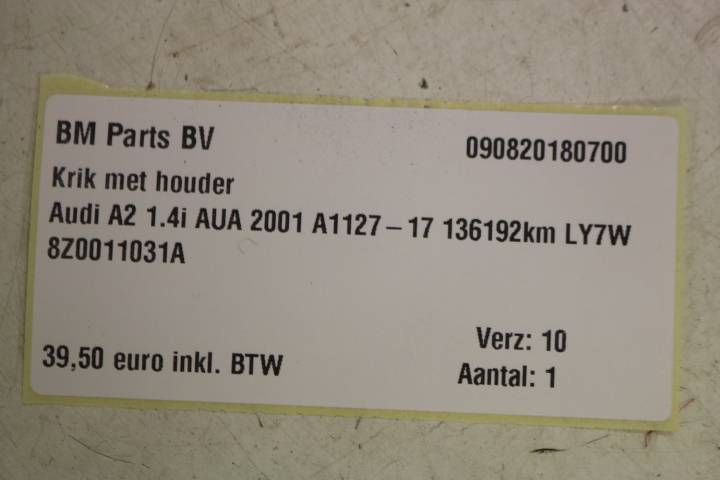 BM Parts BV 090820180700
Krik met houder
Audi A2 1.4i AUA 2001 A1127-17 136192km LY7W
8Z0011031A
Verz: 10
39,50 euro inkl. BTW Aantal: 1